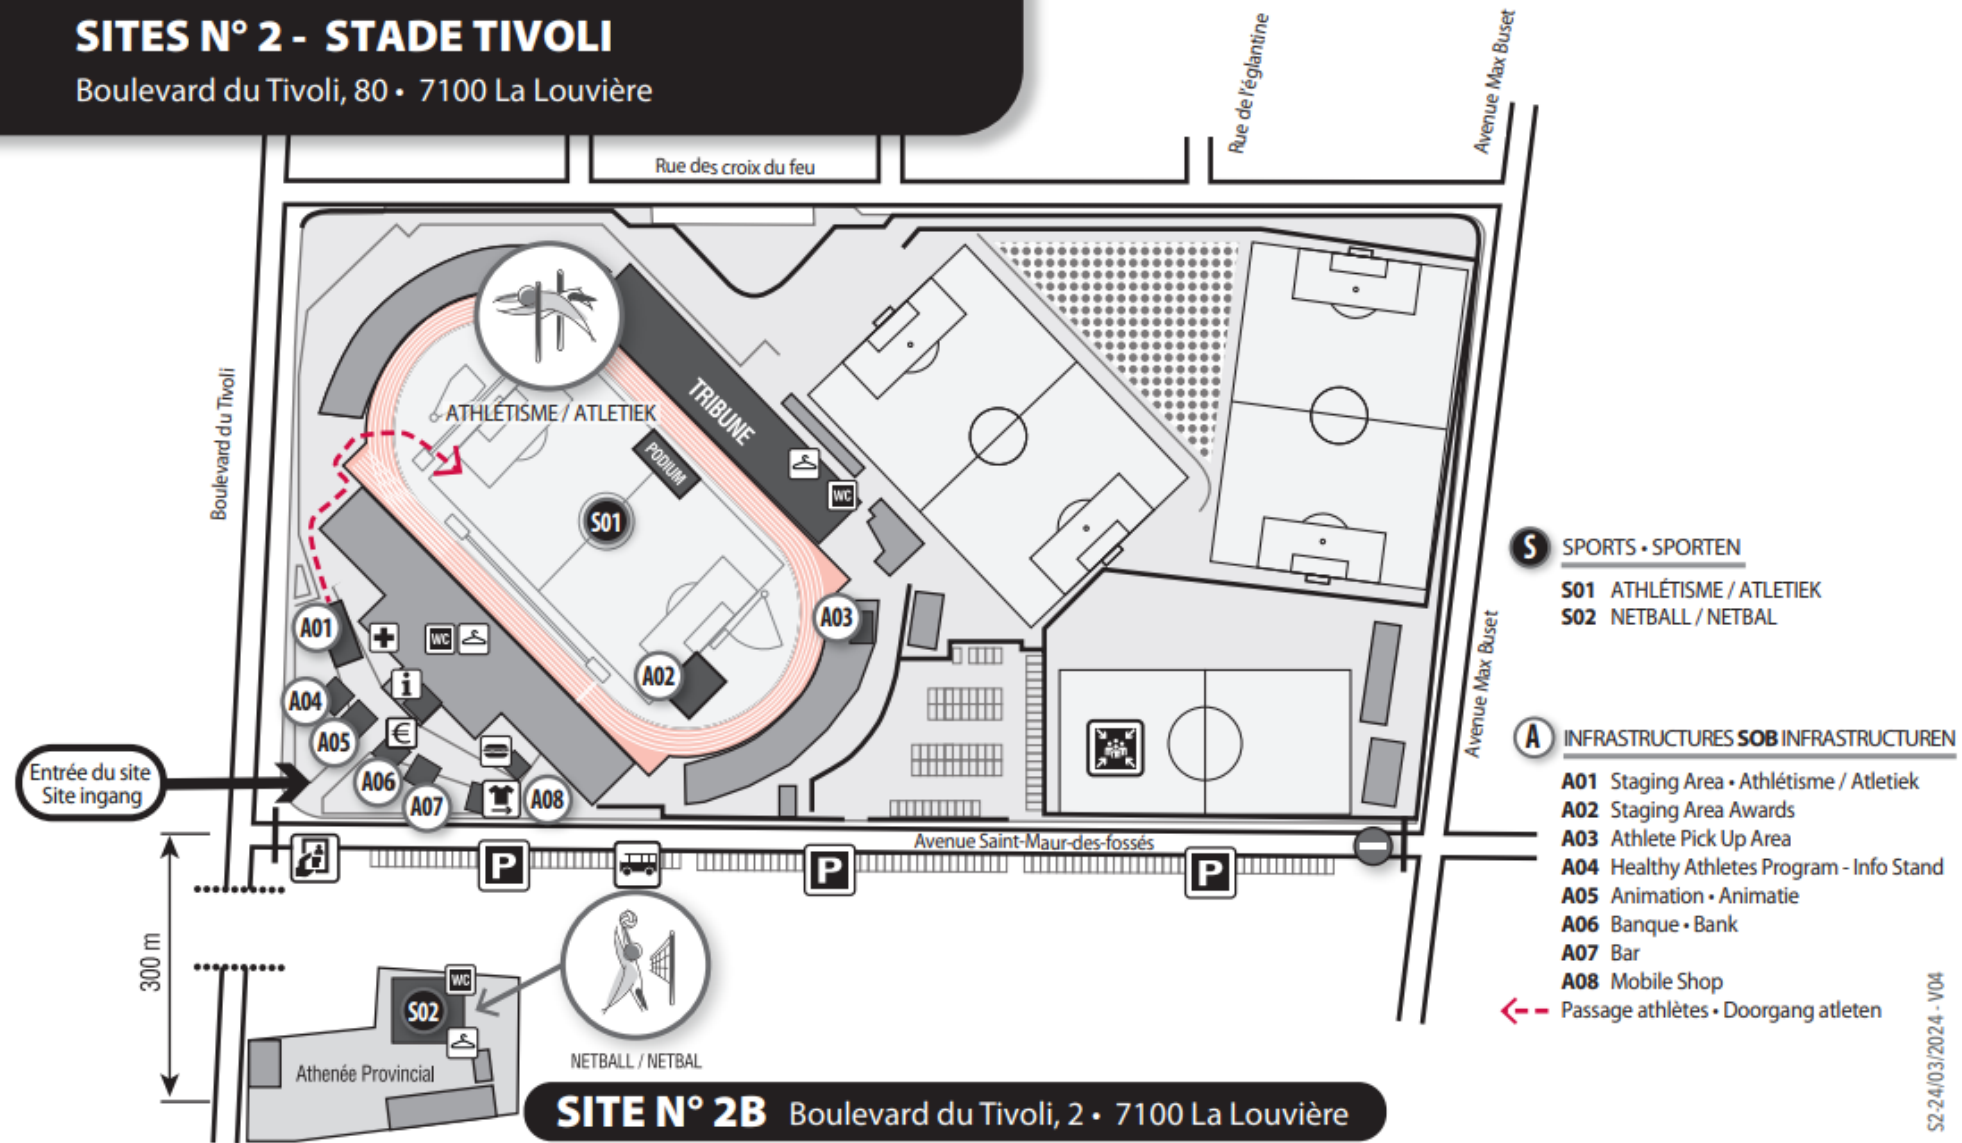 SITES N° 2 - STADE TIVOLI
Boulevard du Tivoli, 80 • 7100 La Louvière
Rue de l'églantine
Avenue Max Buset
Rue des croix du feu
Boulevard du Tivoli
ATHLÉTISME / ATLETIEK
TRIBUNE
PODIUM
WC
S01
A01
WC
A03
A02
i
A04
A05
€
A06
A07
A08
Entrée du site
Site ingang
Avenue Max Buset
Avenue Saint-Maur-des-fossés
P
P
P
300 m
WC
S02
Athenée Provincial
NETBALL / NETBAL
SITE N° 2B Boulevard du Tivoli, 2 • 7100 La Louvière
S SPORTS • SPORTEN
S01 ATHLÉTISME / ATLETIEK
S02 NETBALL / NETBAL
A INFRASTRUCTURES SOB INFRASTRUCTUREN
A01 Staging Area • Athlétisme / Atletiek
A02 Staging Area Awards
A03 Athlete Pick Up Area
A04 Healthy Athletes Program - Info Stand
A05 Animation • Animatie
A06 Banque • Bank
A07 Bar
A08 Mobile Shop
Passage athlètes • Doorgang atleten
S2-24/03/2024 - V04